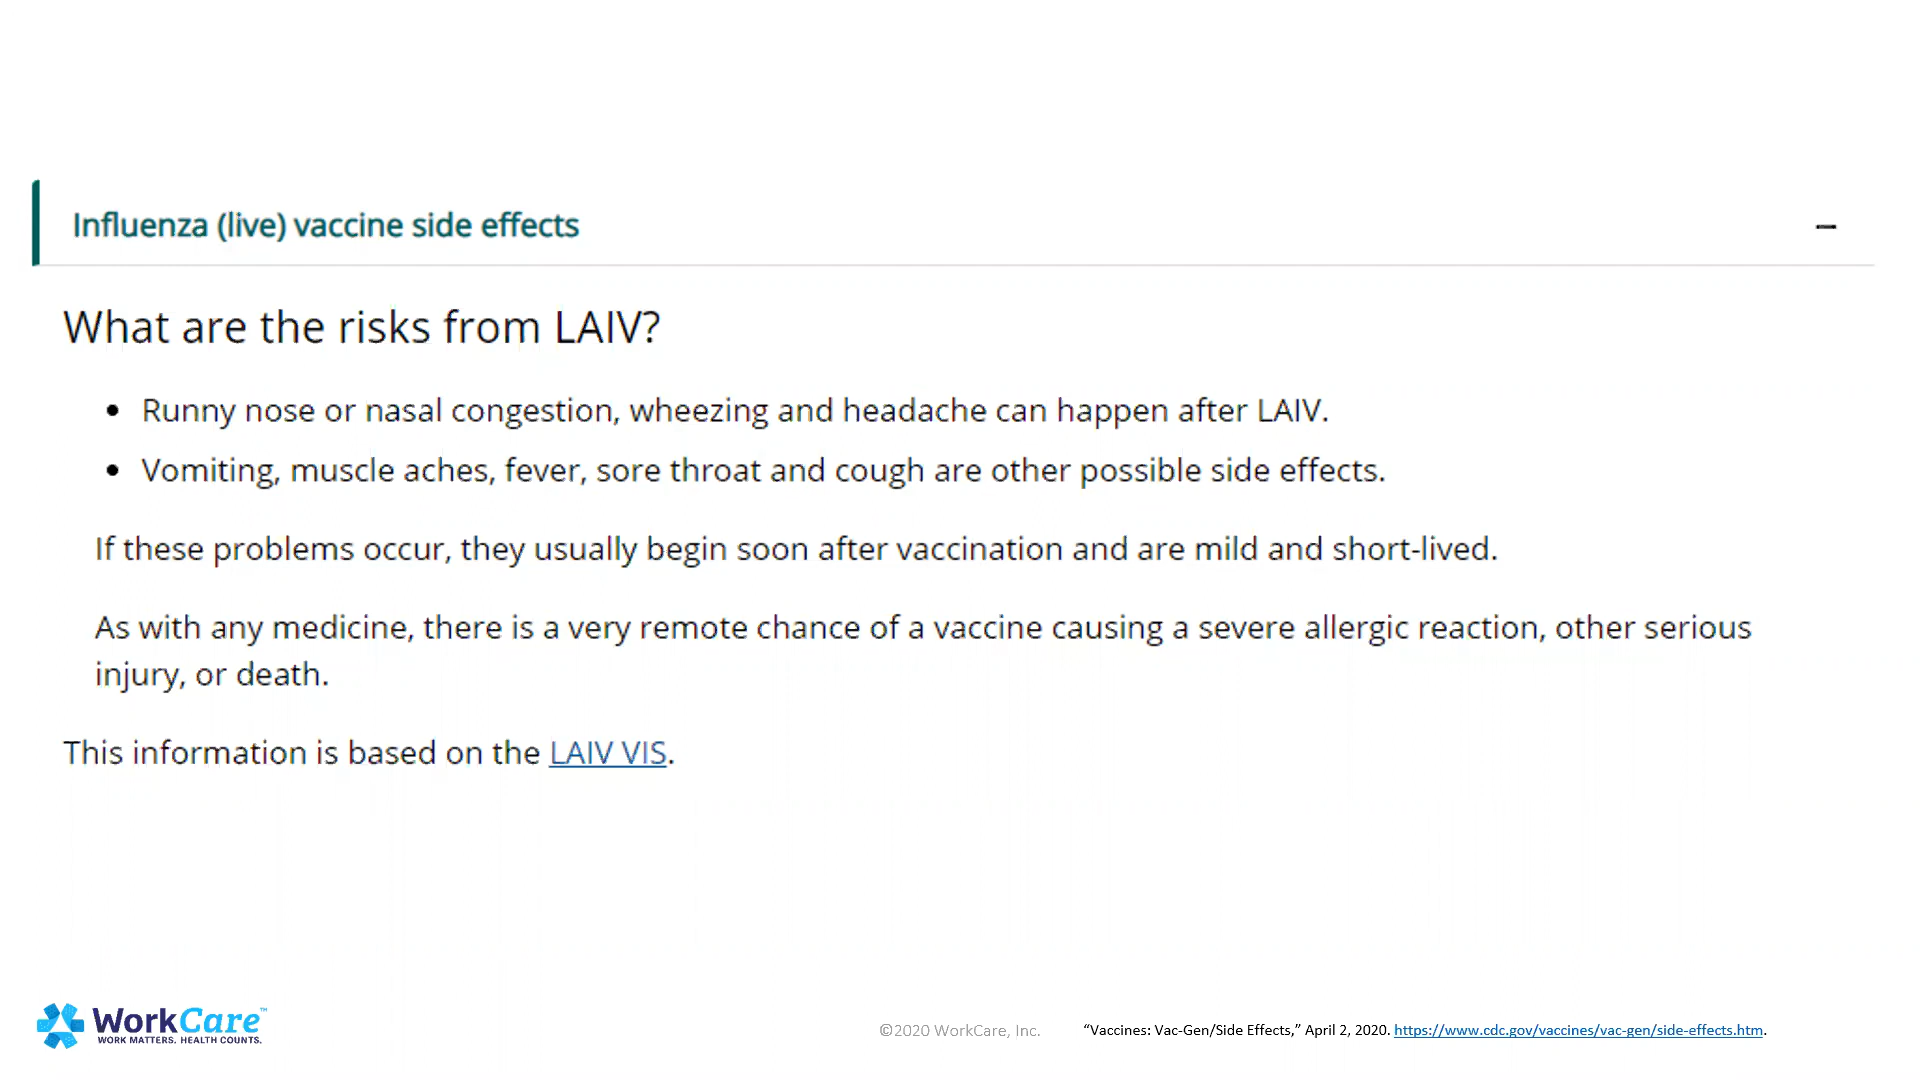 Influenza (live) vaccine side effects
What are the risks from LAIV?
• Runny nose or nasal congestion, wheezing and headache can happen after LAIV.
• Vomiting, muscle aches, fever, sore throat and cough are other possible side effects.
If these problems occur, they usually begin soon after vaccination and are mild and short-lived.
As with any medicine, there is a very remote chance of a vaccine causing a severe allergic reaction, other serious
injury, or death.
This information is based on the LAIV VIS.
WorkCare™
WORK MATTERS. HEALTH COUNTS.
©2020 WorkCare, Inc.
“Vaccines: Vac-Gen/Side Effects,” April 2, 2020. https://www.cdc.gov/vaccines/vac-gen/side-effects.htm.